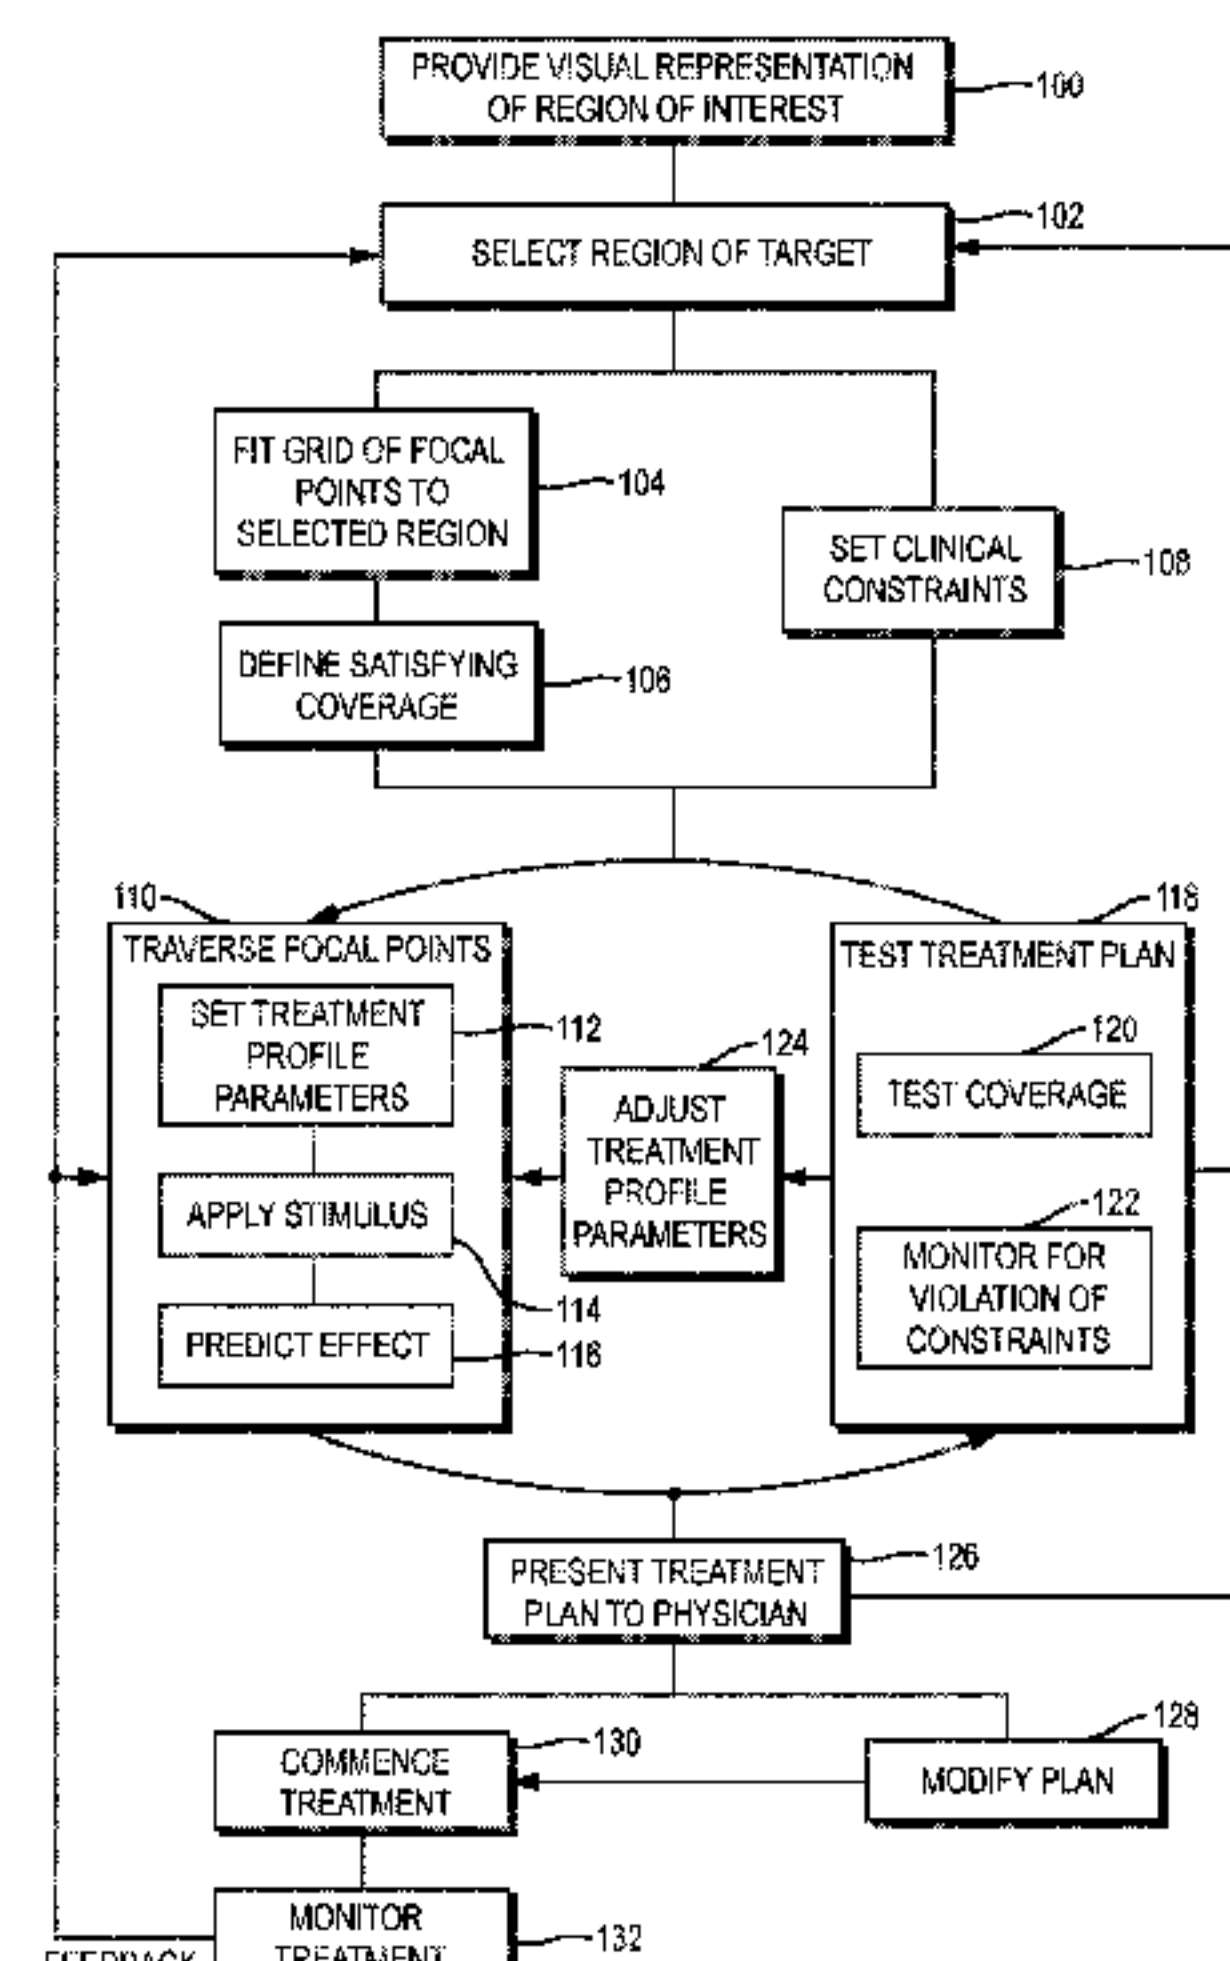 PROVIDE VISUAL REPRESENTATION
OF REGION OF INTEREST
100
SELECT REGION OF TARGET
102
FIT GRID OF FOCAL
POINTS TO
SELECTED REGION
104
SET CLINICAL
CONSTRAINTS
108
DEFINE SATISFYING
COVERAGE
106
110
TRAVERSE FOCAL POINTS
SET TREATMENT
PROFILE
PARAMETERS
112
APPLY STIMULUS
114
PREDICT EFFECT
116
124
ADJUST
TREATMENT
PROFILE
PARAMETERS
118
TEST TREATMENT PLAN
120
TEST COVERAGE
122
MONITOR FOR
VIOLATION OF
CONSTRAINTS
PRESENT TREATMENT
PLAN TO PHYSICIAN
126
COMMENCE
TREATMENT
130
128
MODIFY PLAN
MONITOR
TREATMENT
132
FEEDBACK